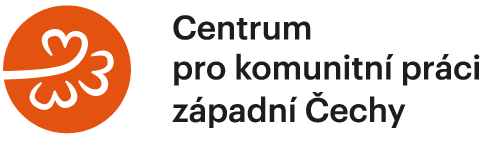 Centrum
pro komunitní práci
západní Čechy